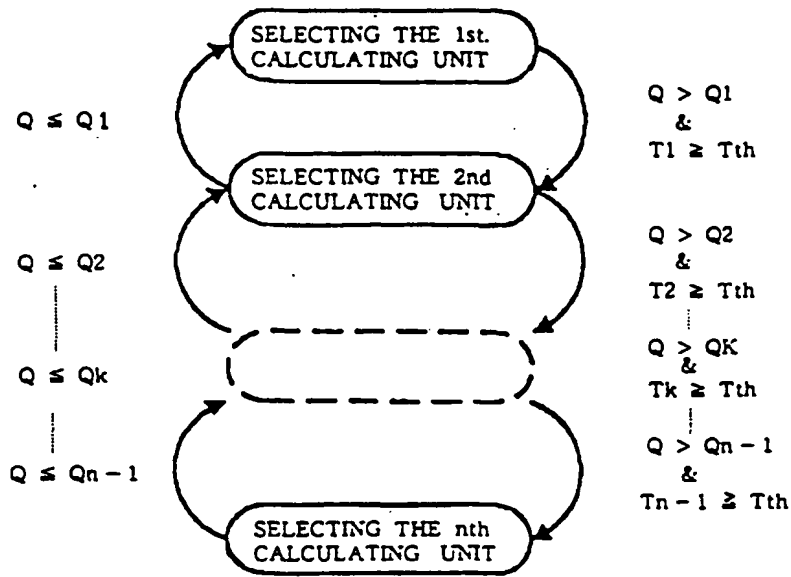 SELECTING THE 1st.
CALCULATING UNIT
Q ≦ Q1
Q > Q1
&
T1 ≧ Tth
SELECTING THE 2nd
CALCULATING UNIT
Q ≦ Q2
Q > Q2
&
T2 ≧ Tth
Q ≦ Qk
Q > QK
&
Tk ≧ Tth
Q ≦ Qn-1
Q > Qn-1
&
Tn-1 ≧ Tth
SELECTING THE nth
CALCULATING UNIT